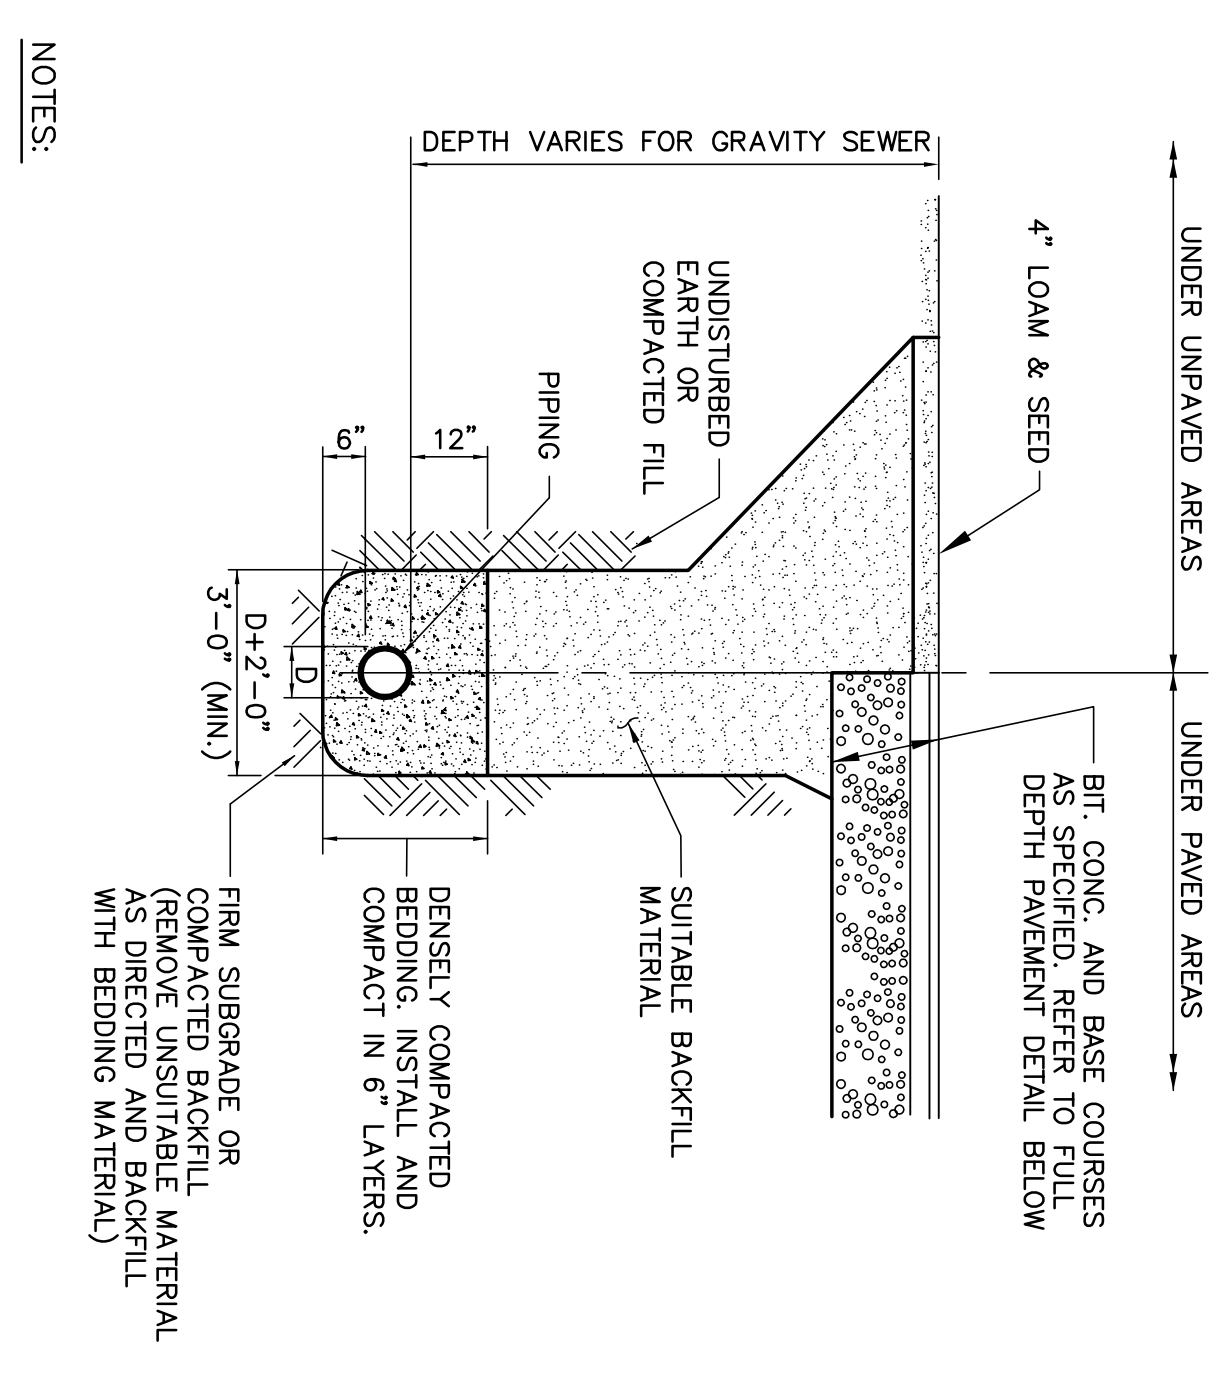 UNDER UNPAVED AREAS
UNDER PAVED AREAS
4" LOAM & SEED
BIT. CONC. AND BASE COURSES
AS SPECIFIED. REFER TO FULL
DEPTH PAVEMENT DETAIL BELOW
DEPTH VARIES FOR GRAVITY SEWER
UNDISTURBED
EARTH OR
COMPACTED FILL
SUITABLE BACKFILL
MATERIAL
PIPING
12"
6"
DENSELY COMPACTED
BEDDING. INSTALL AND
COMPACT IN 6" LAYERS.
D
D+2'-0"
3'-0" (MIN.)
FIRM SUBGRADE OR
COMPACTED BACKFILL
(REMOVE UNSUITABLE MATERIAL
AS DIRECTED AND BACKFILL
WITH BEDDING MATERIAL)
NOTES: